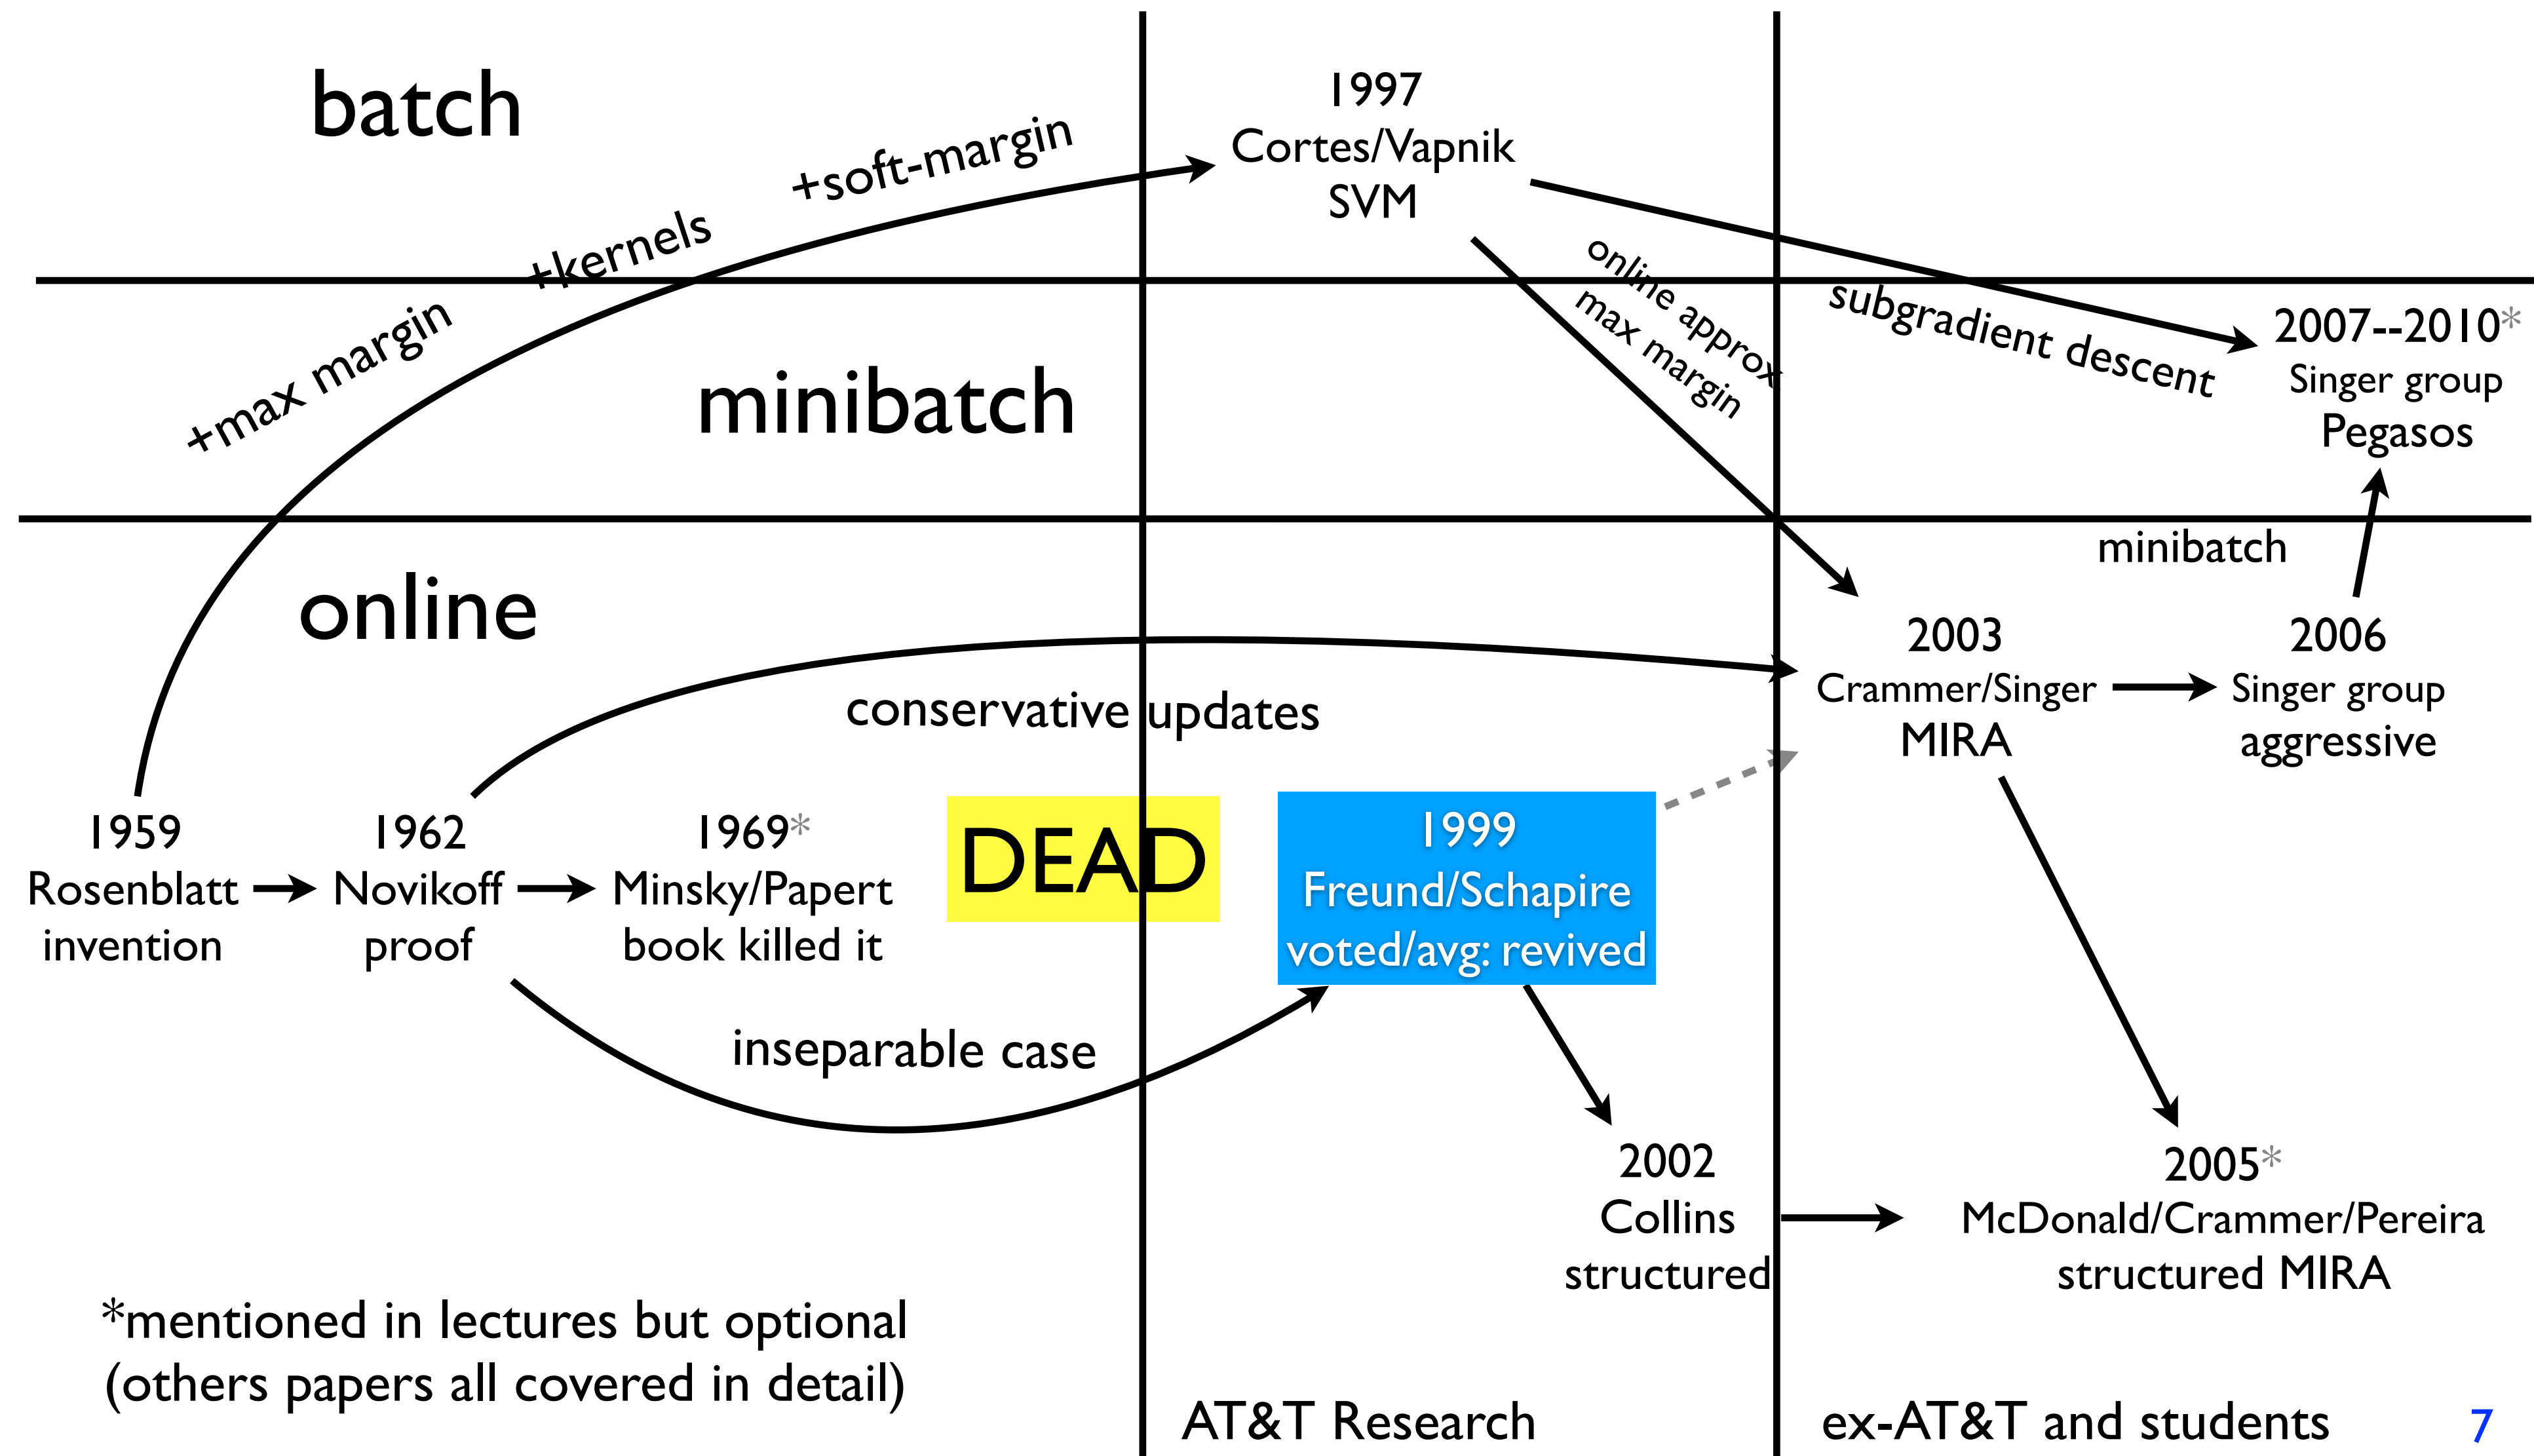 batch
+max margin
+kernels
+soft-margin
1997
Cortes/Vapnik
SVM
online approx
max margin
subgradient descent
2007--2010*
Singer group
Pegasos
minibatch
minibatch
online
conservative updates
2003
Crammer/Singer
MIRA
2006
Singer group
aggressive
1959
Rosenblatt
invention
1962
Novikoff
proof
1969*
Minsky/Papert
book killed it
DEAD
1999
Freund/Schapire
voted/avg: revived
inseparable case
2002
Collins
structured
2005*
McDonald/Crammer/Pereira
structured MIRA
*mentioned in lectures but optional
(others papers all covered in detail)
AT&T Research
ex-AT&T and students
7